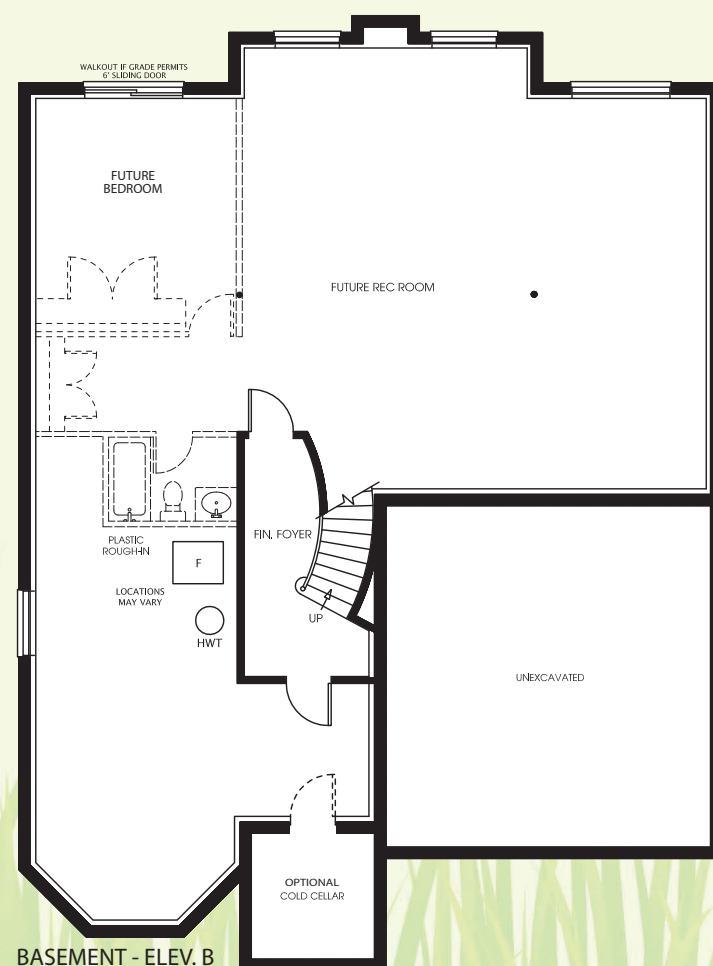 WALKOUT IF GRADE PERMITS
6' SLIDING DOOR
FUTURE
BEDROOM
FUTURE REC ROOM
FIN. FOYER
PLASTIC
ROUGH-IN
F
LOCATIONS
MAY VARY
HWT
UP
UNEXCAVATED
OPTIONAL
COLD CELLAR
BASEMENT - ELEV. B